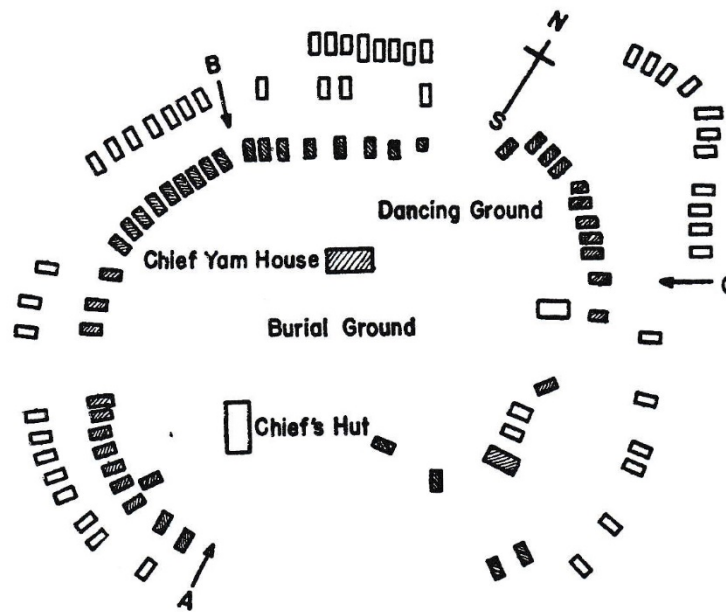 B
N
S
Dancing Ground
Chief Yam House
C
Burial Ground
Chief's Hut
A